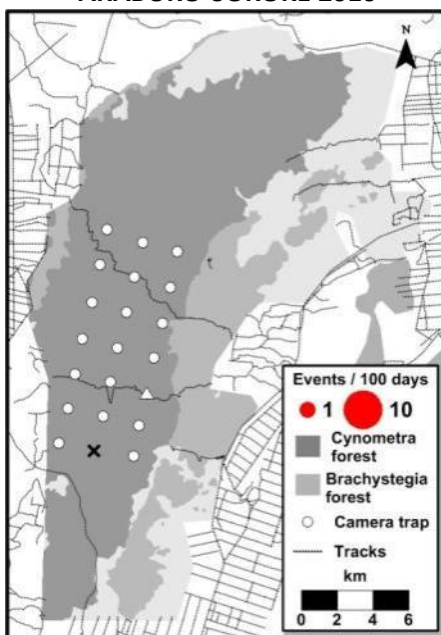 N
Events / 100 days
1 10
Cynometra
forest
Brachystegia
forest
Camera trap
Tracks
km
0 2 4 6